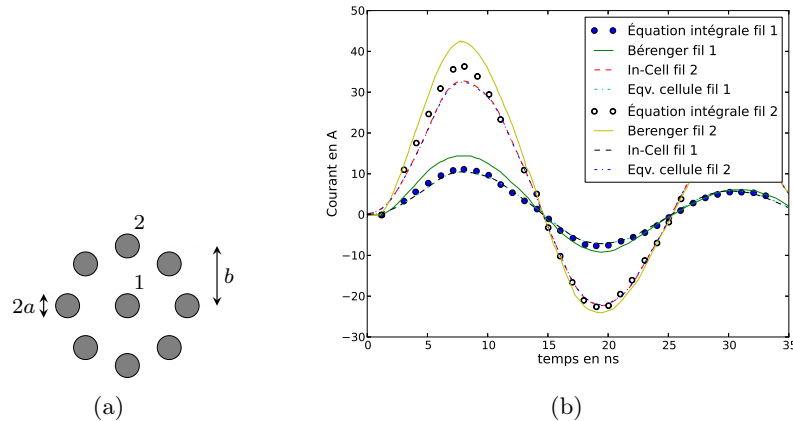 2
1
b
2a
(a)
50
40
30
20
10
0
−10
−20
−30
0 5 10 15 20 25 30 35
Courant en A
temps en ns
Équation intégrale fil 1
Bérenger fil 1
In-Cell fil 2
Eqv. cellule fil 1
Équation intégrale fil 2
Berenger fil 2
In-Cell fil 1
Eqv. cellule fil 2
(b)